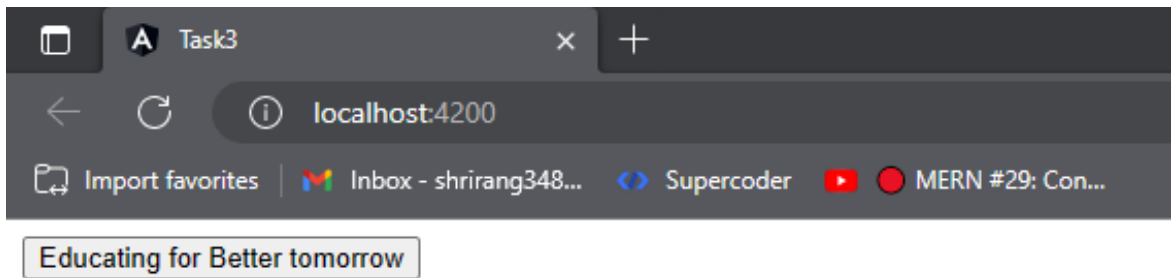 Task3
localhost:4200
Import favorites Inbox - shrirang348... Supercoder MERN #29: Con...
Educating for Better tomorrow